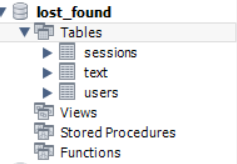 lost_found
Tables
sessions
text
users
Views
Stored Procedures
Functions